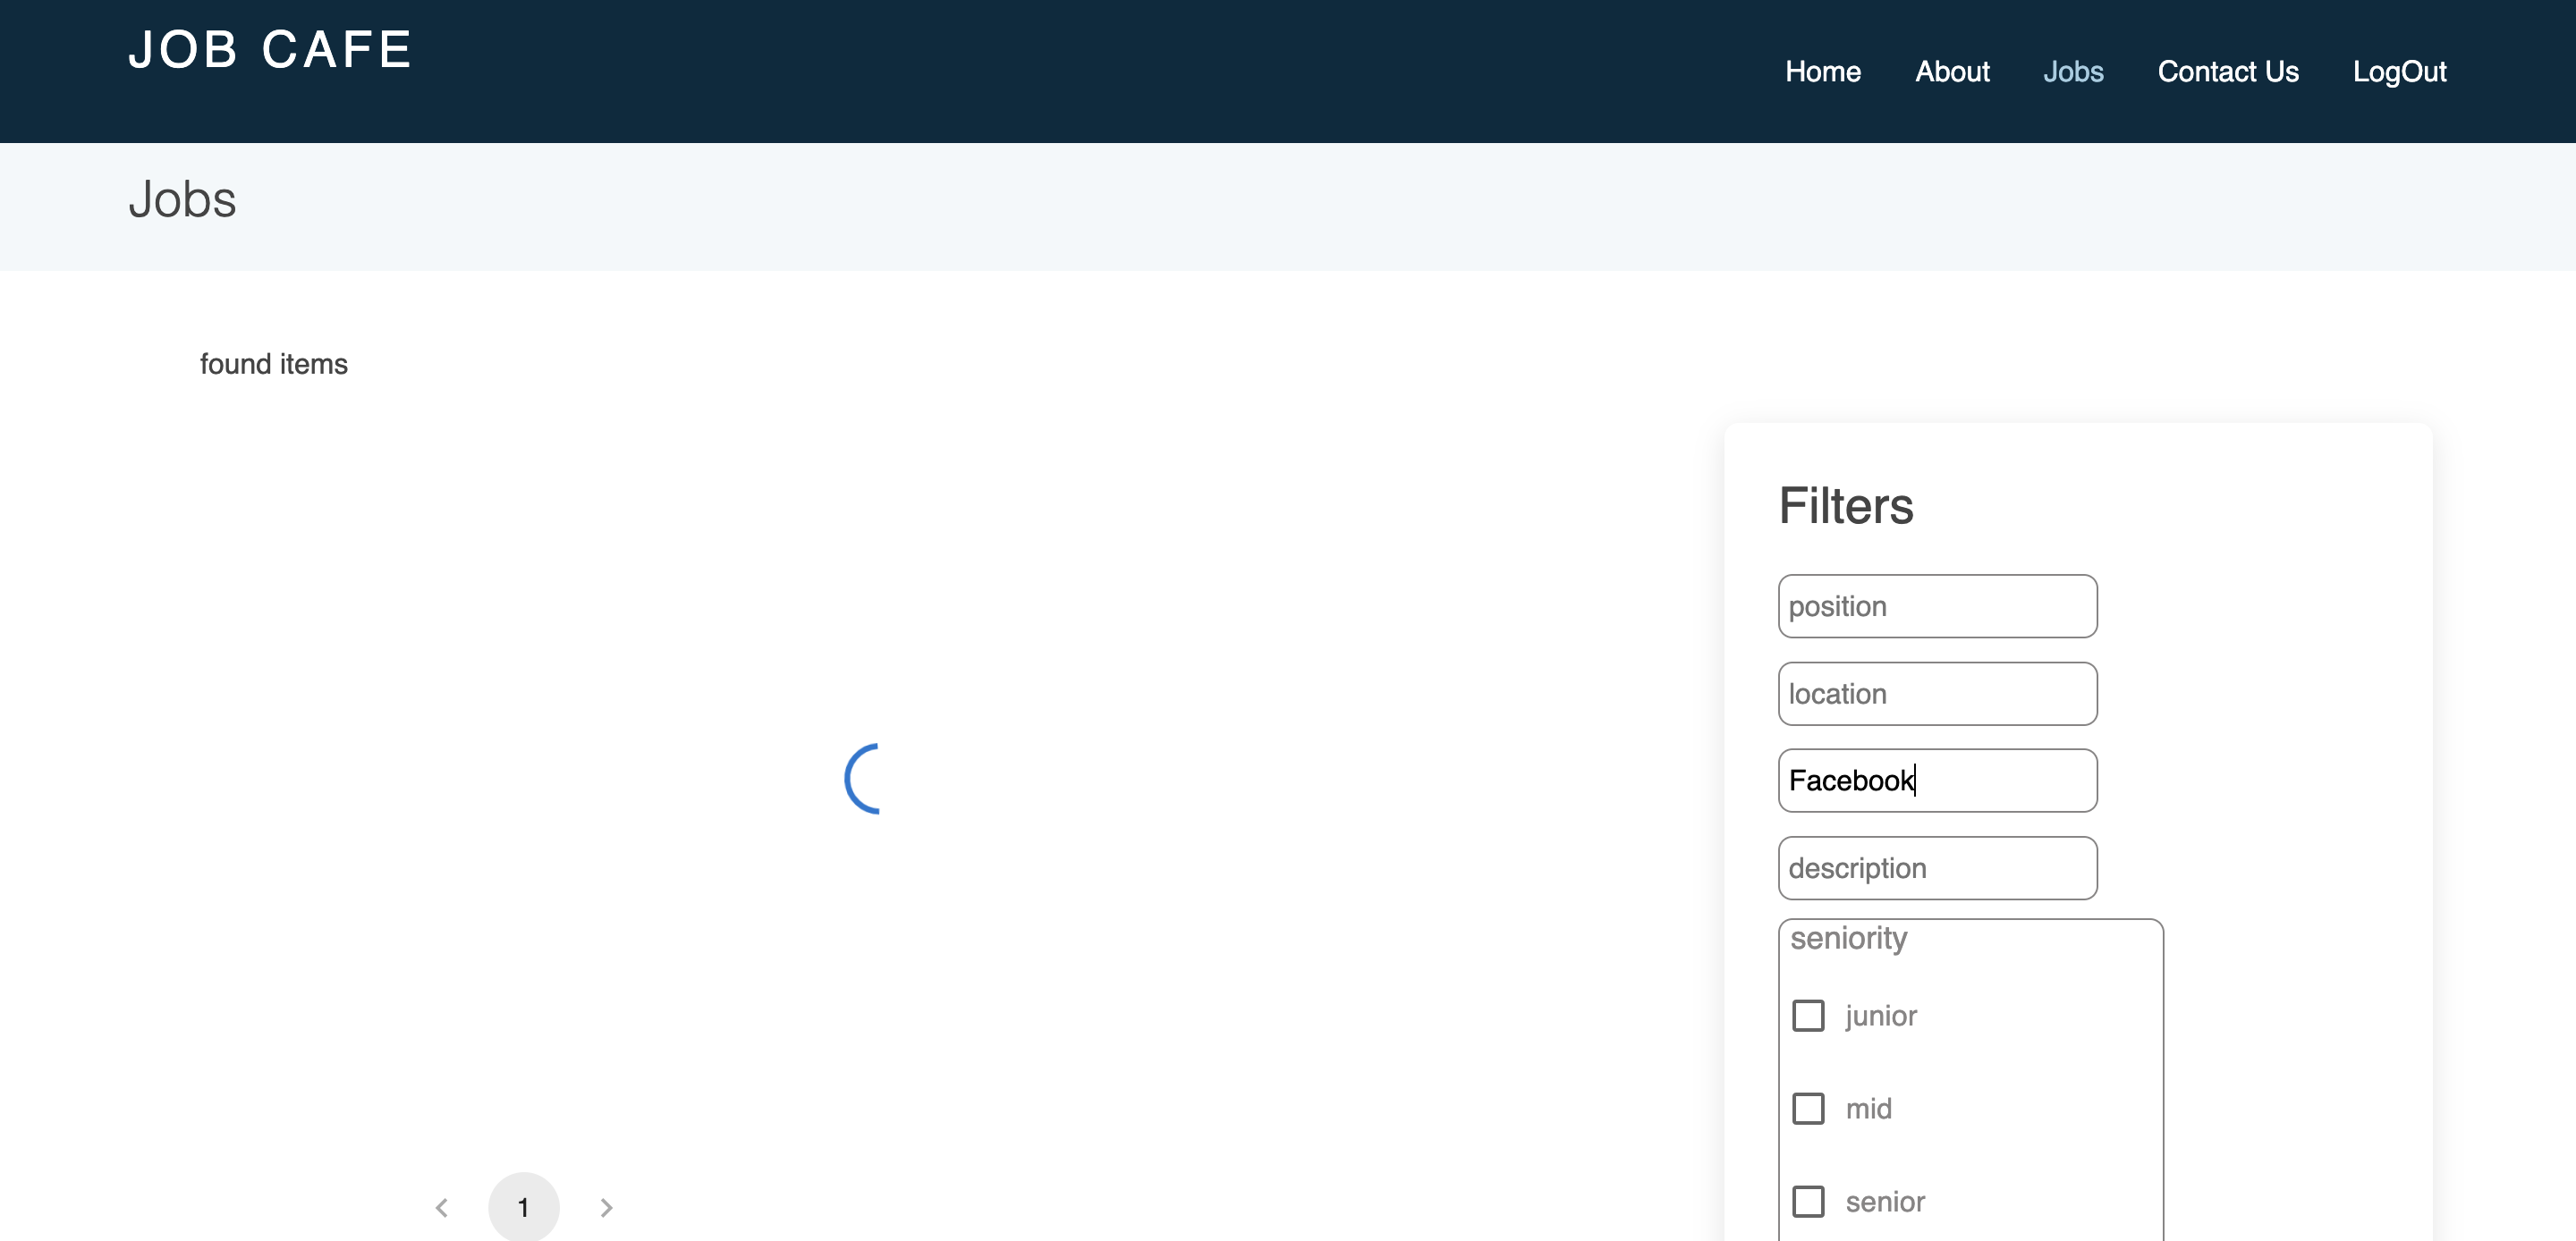 JOB CAFE
Home About Jobs Contact Us LogOut
Jobs
found items
Filters
position
location
Facebook
description
seniority
junior
mid
senior
1